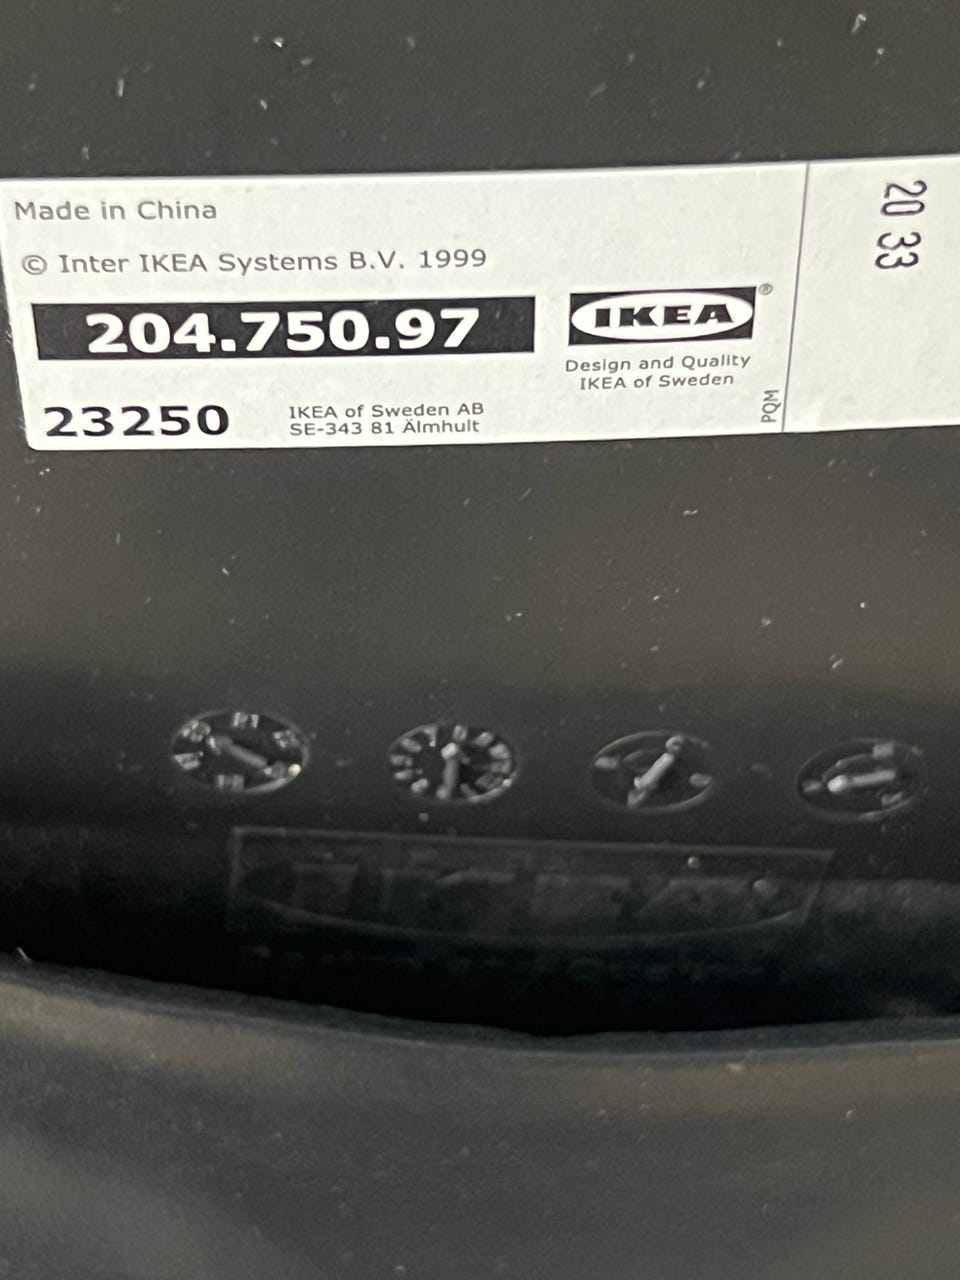 Made in China
© Inter IKEA Systems B.V. 1999
204.750.97
IKEA®
Design and Quality
IKEA of Sweden
23250
IKEA of Sweden AB
SE-343 81 Älmhult
PQM
20 33